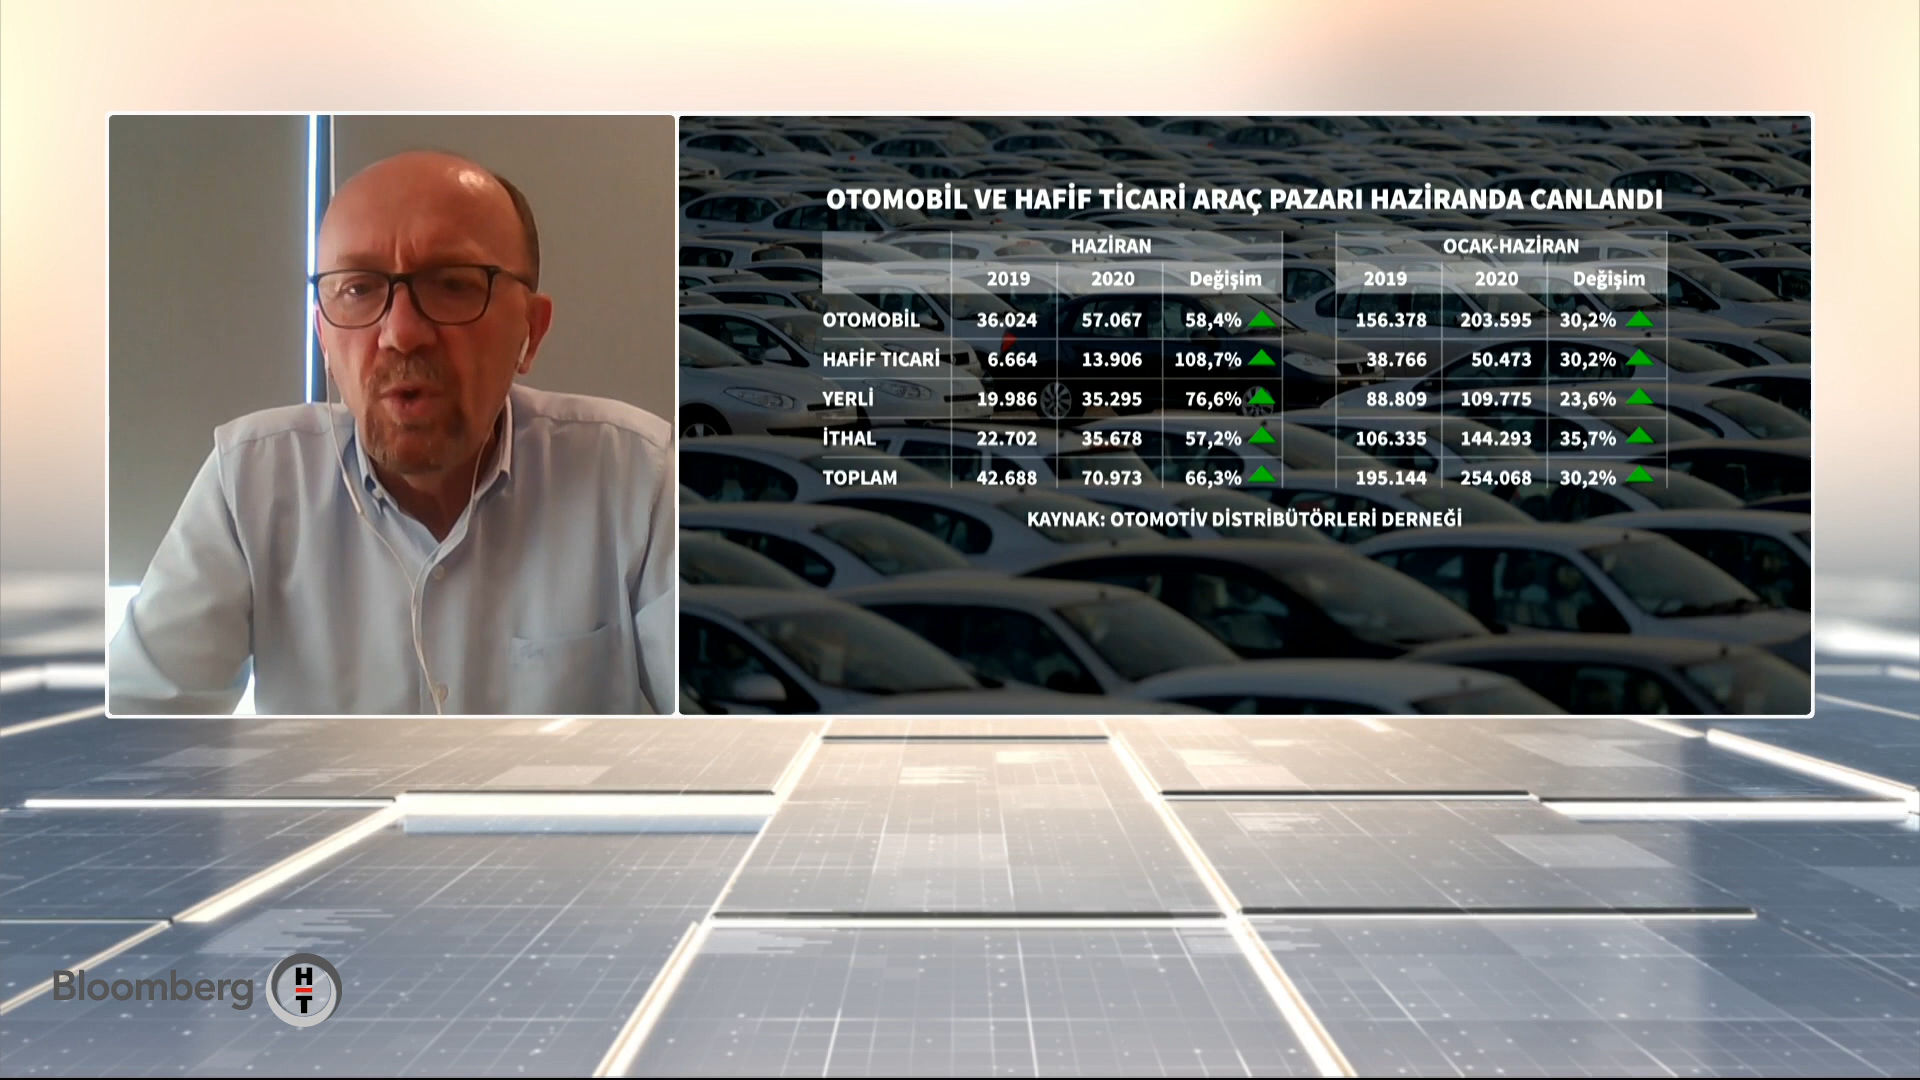 OTOMOBİL VE HAFİF TİCARİ ARAÇ PAZARI HAZİRANDA CANLANDI
HAZİRAN OCAK-HAZİRAN
2019 2020 Değişim 2019 2020 Değişim
OTOMOBİL 36.024 57.067 58,4% 156.378 203.595 30,2%
HAFİF TICARİ 6.664 13.906 108,7% 38.766 50.473 30,2%
YERLİ 19.986 35.295 76,6% 88.809 109.775 23,6%
İTHAL 22.702 35.678 57,2% 106.335 144.293 35,7%
TOPLAM 42.688 70.973 66,3% 195.144 254.068 30,2%
KAYNAK: OTOMOTİV DİSTRİBÜTÖRLERİ DERNEĞİ
Bloomberg HT